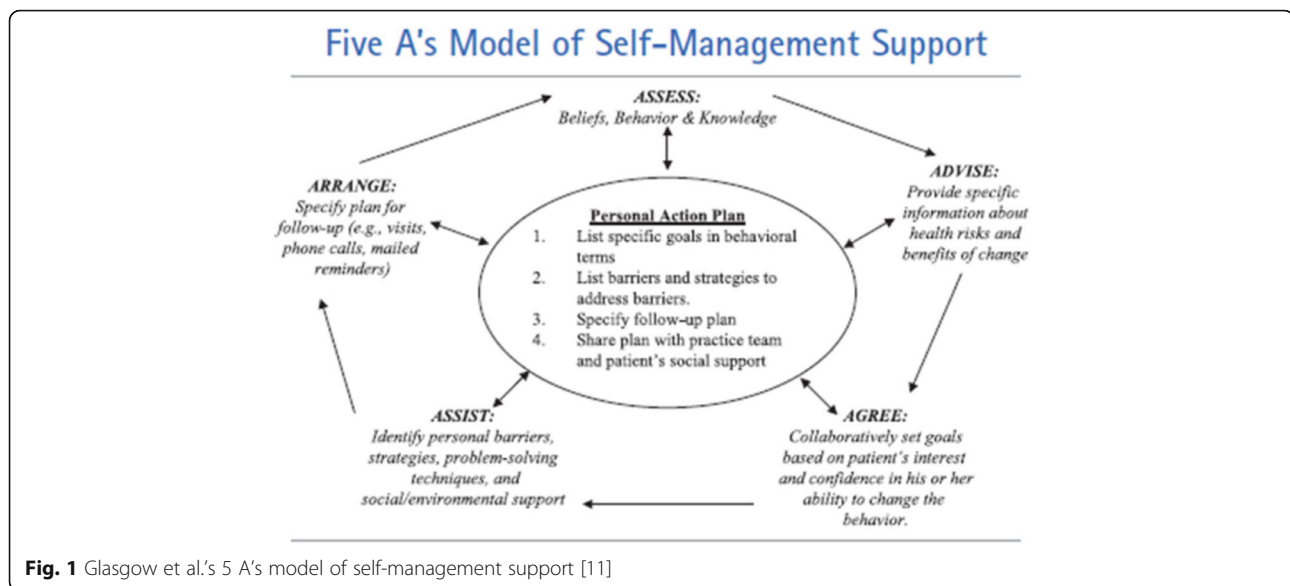 Five A's Model of Self-Management Support
ASSESS:
Beliefs, Behavior & Knowledge
ADVISE:
Provide specific
information about
health risks and
benefits of change
AGREE:
Collaboratively set goals
based on patient's interest
and confidence in his or her
ability to change the
behavior.
ASSIST:
Identify personal barriers,
strategies, problem-solving
techniques, and
social/environmental support
ARRANGE:
Specify plan for
follow-up (e.g., visits,
phone calls, mailed
reminders)
Personal Action Plan
1. List specific goals in behavioral
terms
2. List barriers and strategies to
address barriers.
3. Specify follow-up plan
4. Share plan with practice team
and patient's social support
Fig. 1 Glasgow et al.'s 5 A's model of self-management support [11]